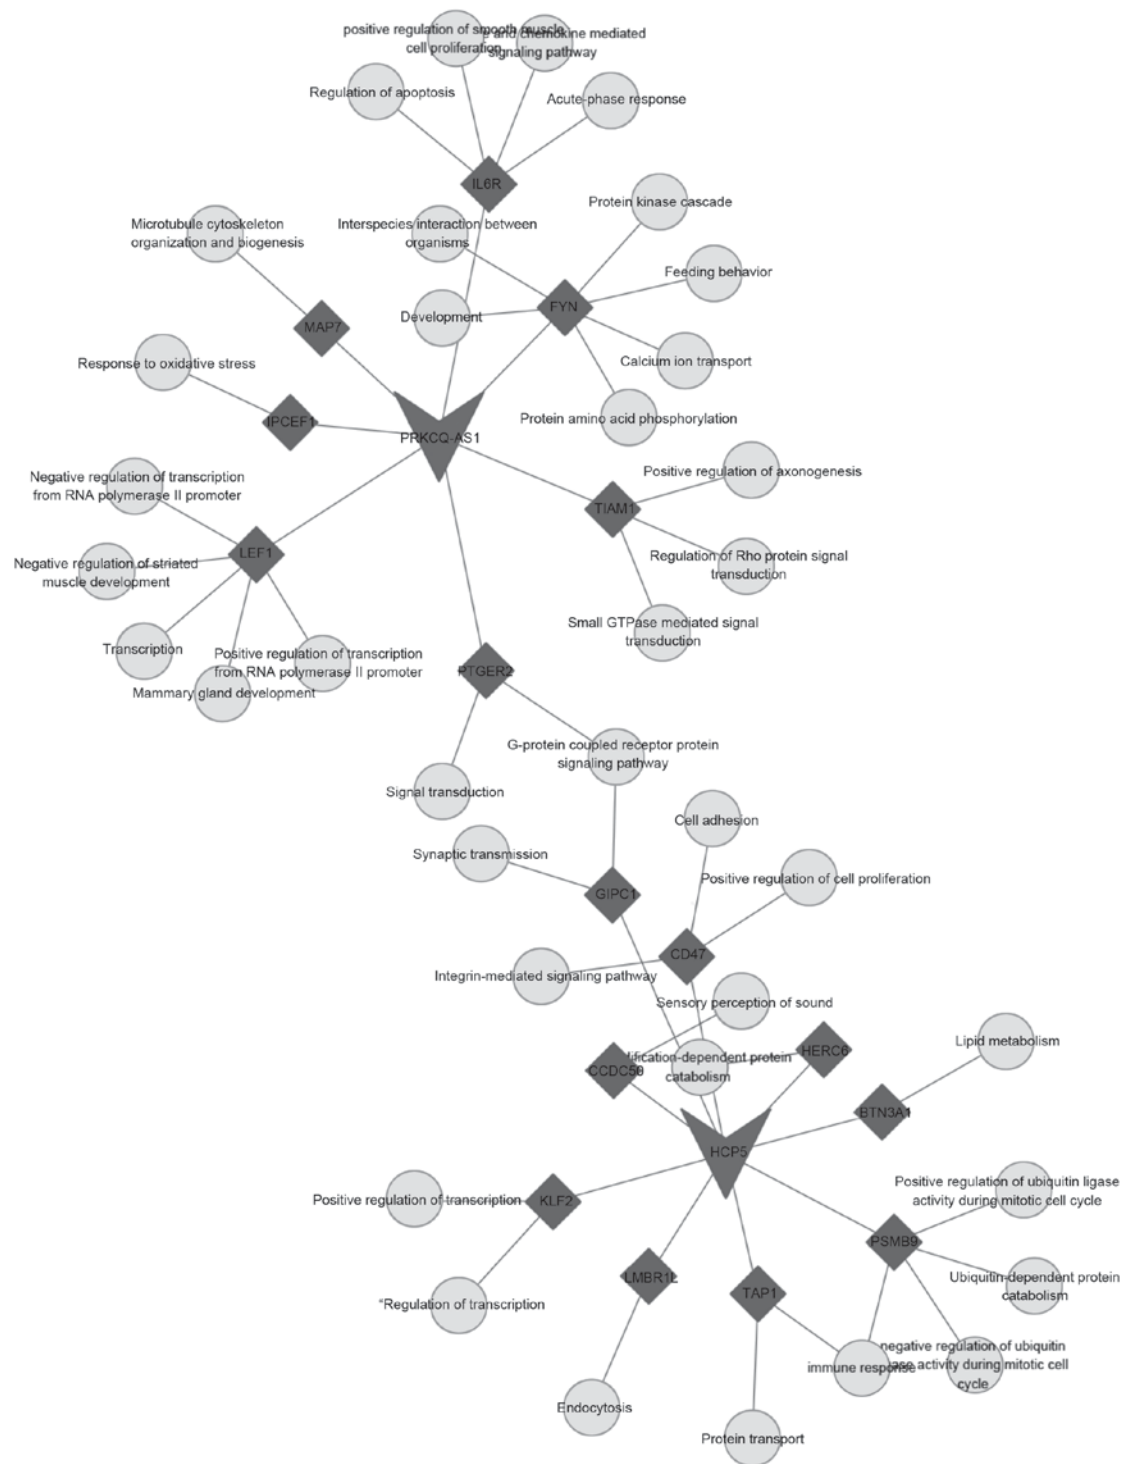 positive regulation of smooth muscle
cell proliferation
and chemokine mediated
signaling pathway
Regulation of apoptosis
Acute-phase response
IL6R
Protein kinase cascade
Microtubule cytoskeleton
organization and biogenesis
Interspecies interaction between
organisms
Feeding behavior
FYN
Development
MAP7
Calcium ion transport
Response to oxidative stress
IPCEF1
Protein amino acid phosphorylation
PRKCQ-AS1
Positive regulation of axonogenesis
Negative regulation of transcription
from RNA polymerase II promoter
TIAM1
LEF1
Regulation of Rho protein signal
transduction
Negative regulation of striated
muscle development
Small GTPase mediated signal
transduction
Transcription
Positive regulation of transcription
from RNA polymerase II promoter
Mammary gland development
PTGER2
G-protein coupled receptor protein
signaling pathway
Signal transduction
Cell adhesion
Synaptic transmission
Positive regulation of cell proliferation
GIPC1
CD47
Integrin-mediated signaling pathway
Sensory perception of sound
Lipid metabolism
HERC6
dification-dependent protein
catabolism
CCDC50
BTN3A1
HCP5
Positive regulation of ubiquitin ligase
activity during mitotic cell cycle
Positive regulation of transcription
KLF2
PSMB9
LMBR1L
Ubiquitin-dependent protein
catabolism
TAP1
"Regulation of transcription
negative regulation of ubiquitin
activity during mitotic cell
cycle
immune response
Endocytosis
Protein transport